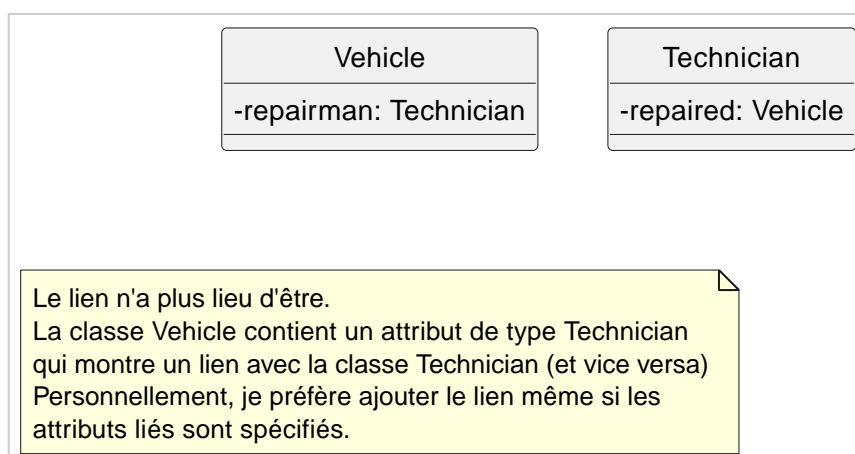 Vehicle
-repairman: Technician
Technician
-repaired: Vehicle
Le lien n'a plus lieu d'être.
La classe Vehicle contient un attribut de type Technician
qui montre un lien avec la classe Technician (et vice versa)
Personnellement, je préfère ajouter le lien même si les
attributs liés sont spécifiés.